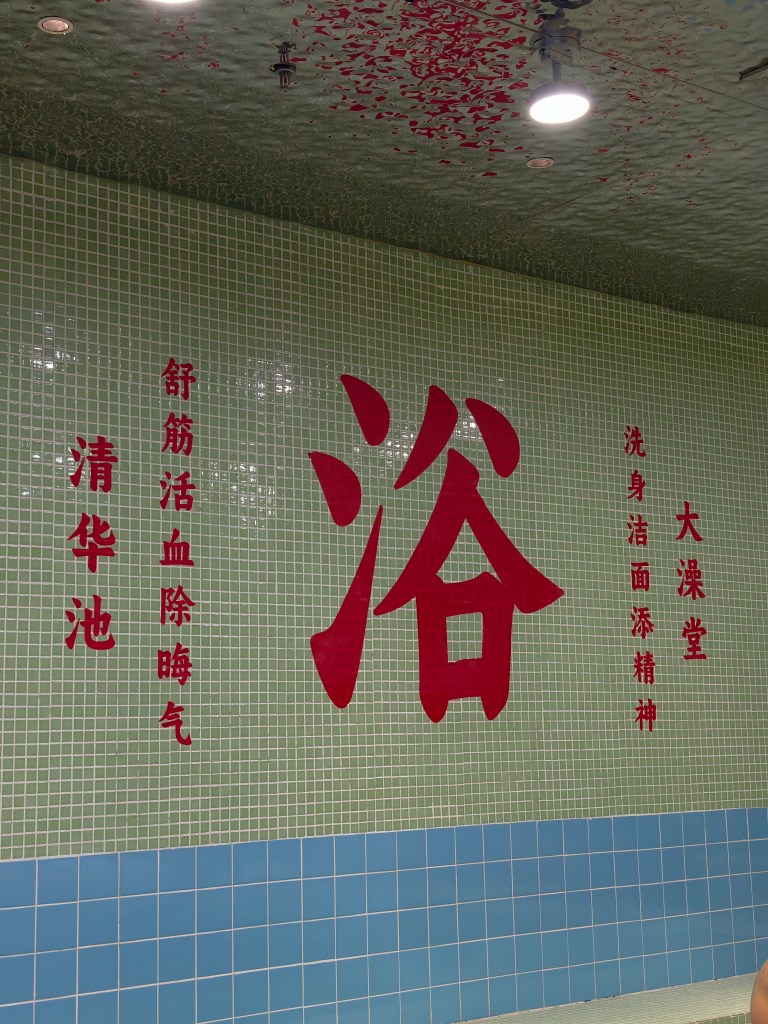 清华池
舒筋活血除晦气
浴
洗身洁面添精神
大澡堂